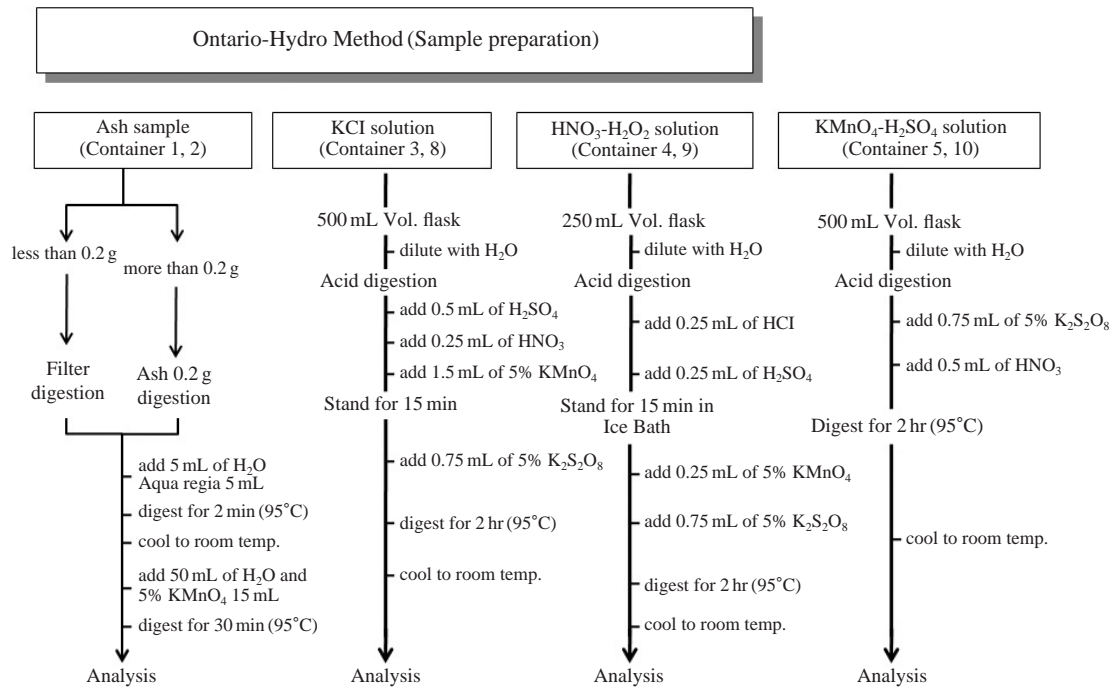 Ontario-Hydro Method (Sample preparation)
Ash sample
(Container 1, 2)
less than 0.2 g
more than 0.2 g
Filter
digestion
Ash 0.2 g
digestion
add 5 mL of H₂O
Aqua regia 5 mL
digest for 2 min (95°C)
cool to room temp.
add 50 mL of H₂O and
5% KMnO₄ 15 mL
digest for 30 min (95°C)
Analysis
KCI solution
(Container 3, 8)
500 mL Vol. flask
dilute with H₂O
Acid digestion
add 0.5 mL of H₂SO₄
add 0.25 mL of HNO₃
add 1.5 mL of 5% KMnO₄
Stand for 15 min
add 0.75 mL of 5% K₂S₂O₈
digest for 2 hr (95°C)
cool to room temp.
Analysis
HNO₃-H₂O₂ solution
(Container 4, 9)
250 mL Vol. flask
dilute with H₂O
Acid digestion
add 0.25 mL of HCI
add 0.25 mL of H₂SO₄
Stand for 15 min in
Ice Bath
add 0.25 mL of 5% KMnO₄
add 0.75 mL of 5% K₂S₂O₈
digest for 2 hr (95°C)
cool to room temp.
Analysis
KMnO₄-H₂SO₄ solution
(Container 5, 10)
500 mL Vol. flask
dilute with H₂O
Acid digestion
add 0.75 mL of 5% K₂S₂O₈
add 0.5 mL of HNO₃
Digest for 2 hr (95°C)
cool to room temp.
Analysis